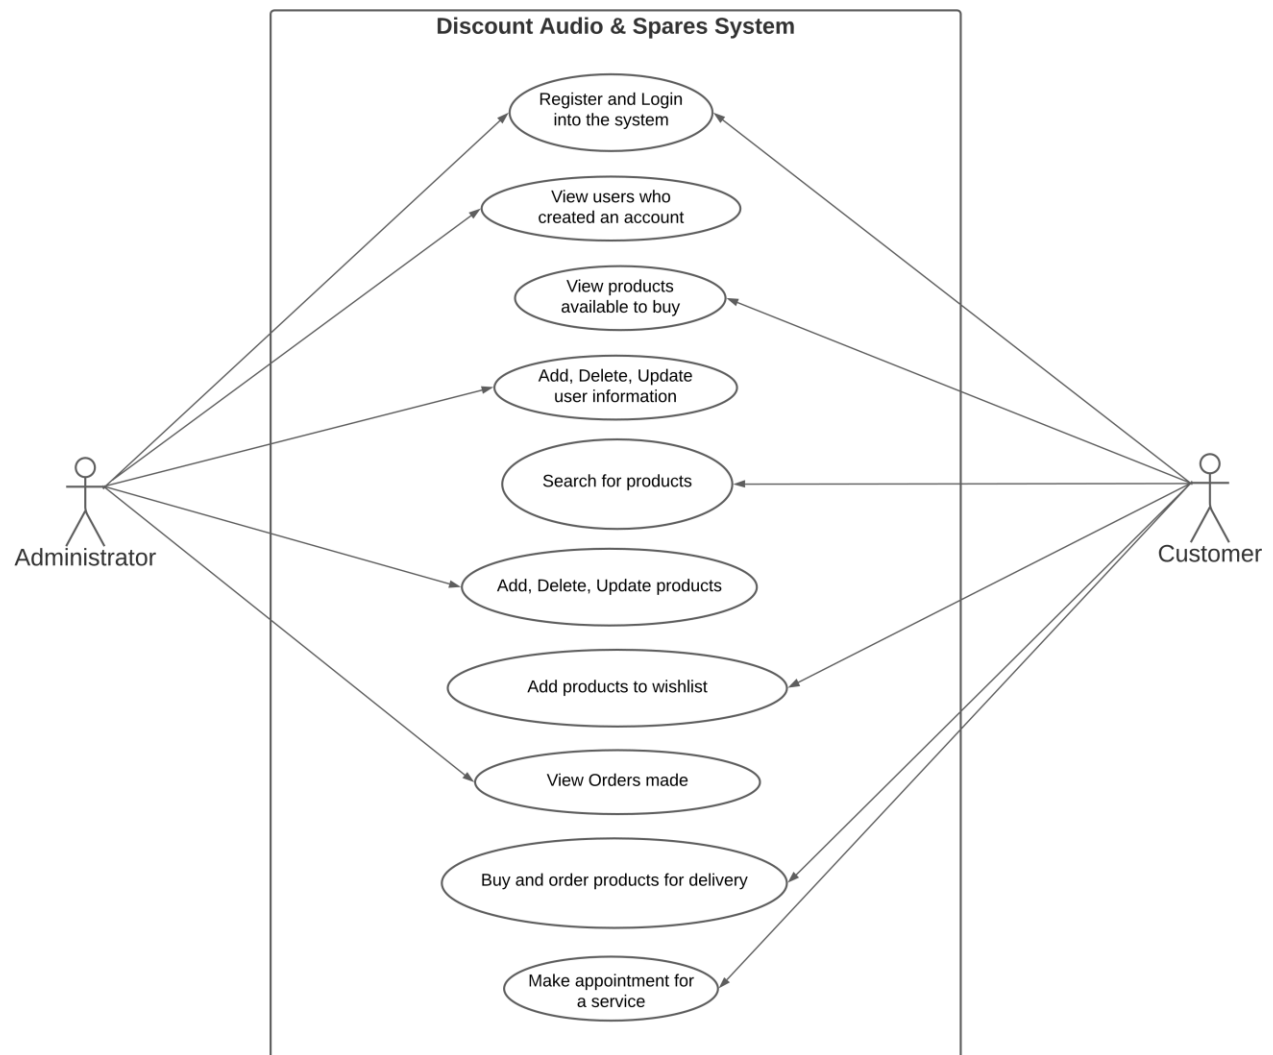 Discount Audio & Spares System
Register and Login
into the system
View users who
created an account
View products
available to buy
Add, Delete, Update
user information
Search for products
Administrator
Customer
Add, Delete, Update products
Add products to wishlist
View Orders made
Buy and order products for delivery
Make appointment for
a service